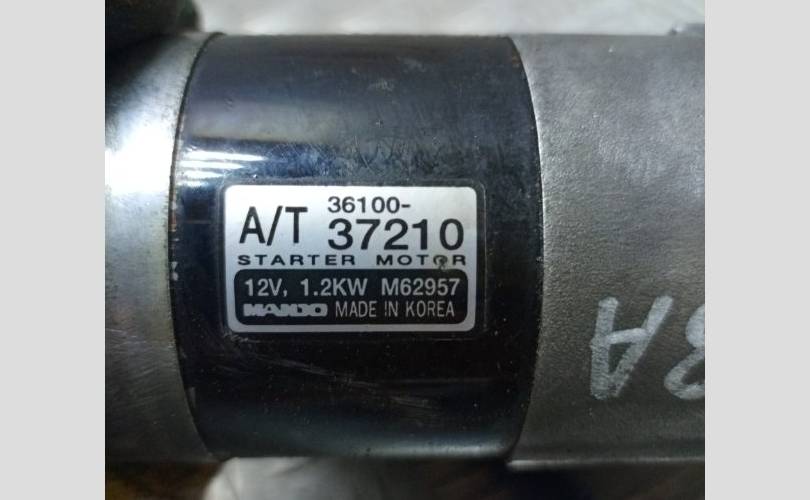 A/T 36100-
37210
STARTER MOTOR
12V, 1.2KW M62957
MANDO MADE IN KOREA